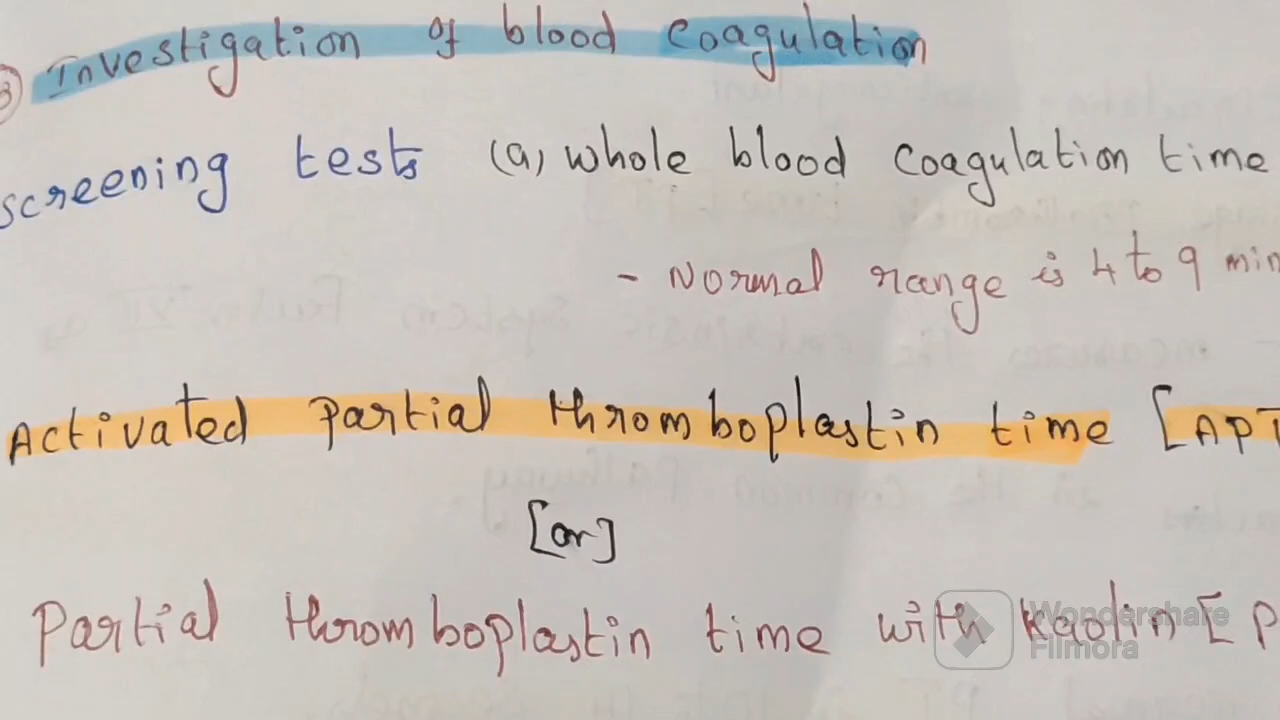 3 Investigation of blood coagulation
screening tests (a) whole blood coagulation time
- Normal range is 4 to 9 min
Activated partial thromboplastin time [APT
[or]
Partial thromboplastin time with kaolin [P
Wondershare
Filmora